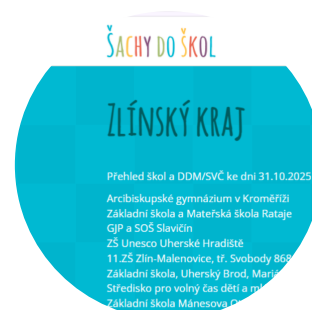 ŠACHY DO ŠKOL
ZLÍNSKÝ KRAJ
Přehled škol a DDM/SVČ ke dni 31.10.2025
Arcibiskupské gymnázium v Kroměříži
Základní škola a Mateřská škola Rataje
GJP a SOŠ Slavičín
ZŠ Unesco Uherské Hradiště
11.ZŠ Zlín-Malenovice, tř. Svobody 868
Základní škola, Uherský Brod,
Středisko pro volný čas dětí a
Základní škola Mánesova